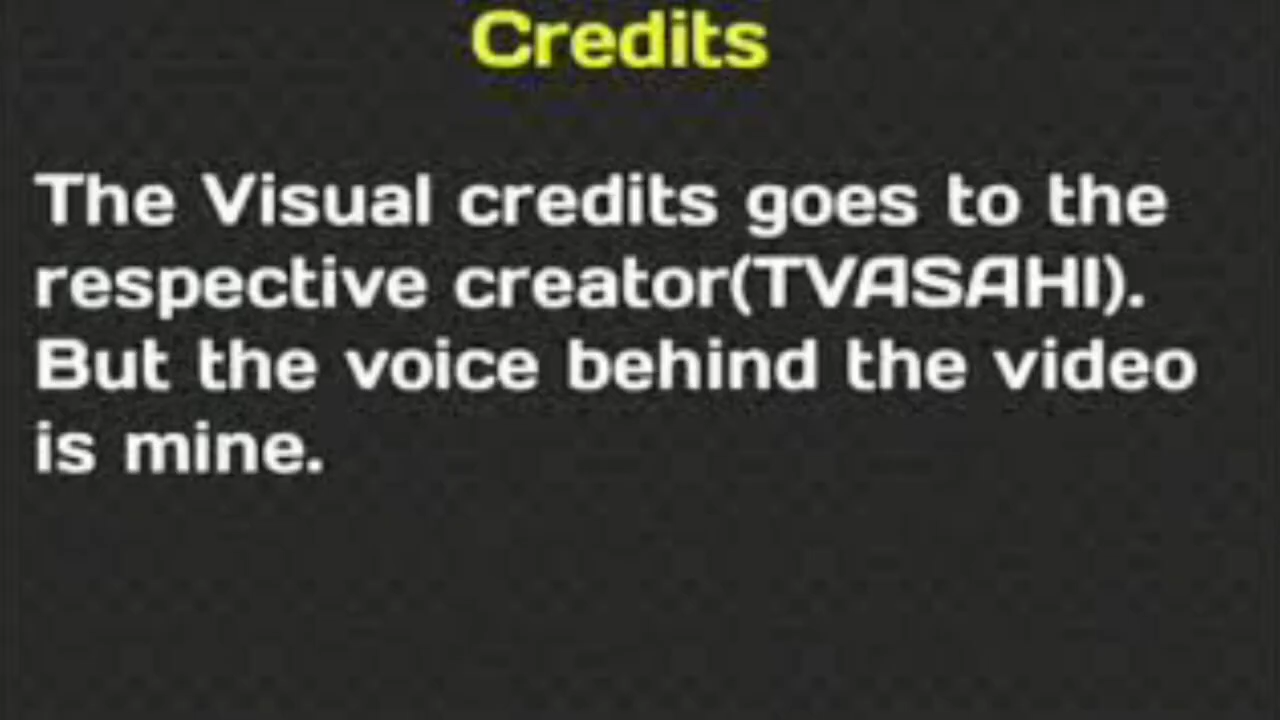 Credits
The Visual credits goes to the
respective creator(TVASAHI).
But the voice behind the video
is mine.